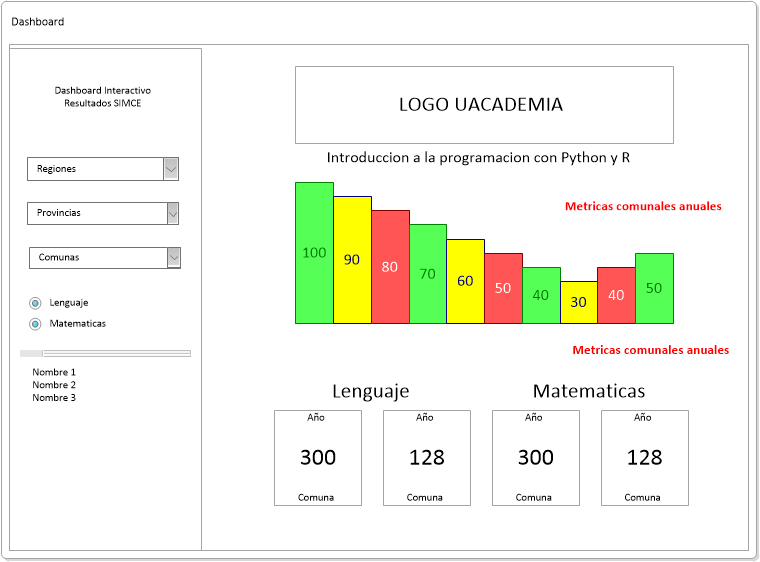 Dashboard
Dashboard Interactivo
Resultados SIMCE
Regiones
Provincias
Comunas
Lenguaje
Matematicas
Nombre 1
Nombre 2
Nombre 3
LOGO UACADEMIA
Introduccion a la programacion con Python y R
Metricas comunales anuales
100
90
80
70
60
50
40
30
40
50
Metricas comunales anuales
Lenguaje
Matematicas
Año
300
Comuna
Año
128
Comuna
Año
300
Comuna
Año
128
Comuna